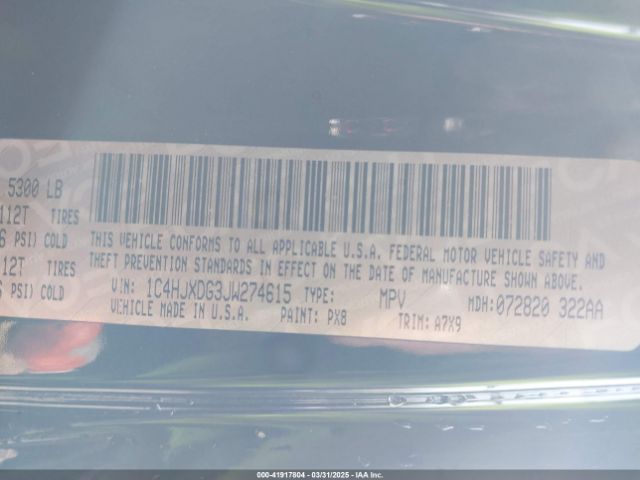 5300 LB
112T TIRES
6 PSI) COLD
12T TIRES
PSI) COLD
THIS VEHICLE CONFORMS TO ALL APPLICABLE U.S.A. FEDERAL MOTOR VEHICLE SAFETY AND
THEFT PREVENTION STANDARDS IN EFFECT ON THE DATE OF MANUFACTURE SHOWN ABOVE.
VIN: 1C4HJXDG3JW274615 TYPE: MPV MDH: 072820 322AA
VEHICLE MADE IN U.S.A. PAINT: PX8 TRIM: A7X9
000-41917804 - 03/31/2025 - IAA Inc.